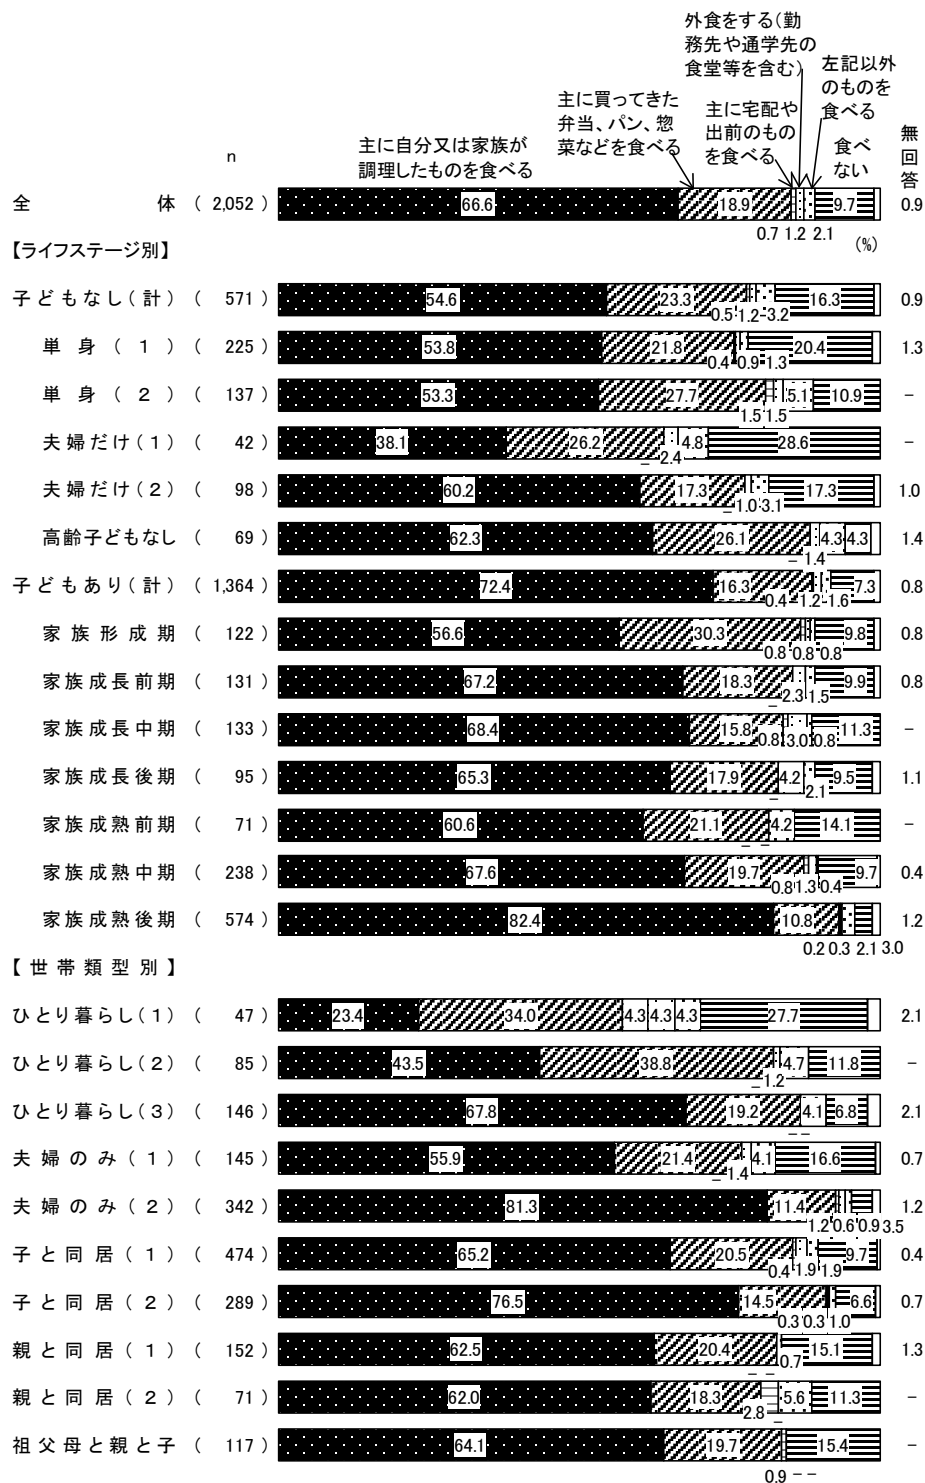 外食をする(勤
務先や通学先の
食堂等を含む)
左記以外
のものを
食べる
主に買ってきた
弁当、パン、惣
菜などを食べる
主に宅配や
出前のもの
を食べる
食べ
ない
無回答
n
主に自分又は家族が
調理したものを食べる
全 体 ( 2,052 ) 66.6 18.9 9.7 0.9
0.7 1.2 2.1 (%)
【ライフステージ別】
子どもなし(計) ( 571 ) 54.6 23.3 0.5 1.2 3.2 16.3 0.9
単身(1) ( 225 ) 53.8 21.8 0.4 0.9 1.3 20.4 1.3
単身(2) ( 137 ) 53.3 27.7 1.5 1.5 5.1 10.9 -
夫婦だけ(1) ( 42 ) 38.1 26.2 - 2.4 4.8 28.6 -
夫婦だけ(2) ( 98 ) 60.2 17.3 - 1.0 3.1 17.3 1.0
高齢子どもなし ( 69 ) 62.3 26.1 - 1.4 4.3 4.3 1.4
子どもあり(計) ( 1,364 ) 72.4 16.3 0.4 1.2 1.6 7.3 0.8
家族形成期 ( 122 ) 56.6 30.3 0.8 0.8 0.8 9.8 0.8
家族成長前期 ( 131 ) 67.2 18.3 - 2.3 1.5 9.9 0.8
家族成長中期 ( 133 ) 68.4 15.8 0.8 3.0 0.8 11.3 -
家族成長後期 ( 95 ) 65.3 17.9 - 4.2 2.1 9.5 1.1
家族成熟前期 ( 71 ) 60.6 21.1 - - 4.2 14.1 -
家族成熟中期 ( 238 ) 67.6 19.7 0.8 1.3 0.4 9.7 0.4
家族成熟後期 ( 574 ) 82.4 10.8 1.2
0.2 0.3 2.1 3.0
【世帯類型別】
ひとり暮らし(1) ( 47 ) 23.4 34.0 4.3 4.3 4.3 27.7 2.1
ひとり暮らし(2) ( 85 ) 43.5 38.8 - 1.2 4.7 11.8 -
ひとり暮らし(3) ( 146 ) 67.8 19.2 - - 4.1 6.8 2.1
夫婦のみ(1) ( 145 ) 55.9 21.4 - 1.4 4.1 16.6 0.7
夫婦のみ(2) ( 342 ) 81.3 11.4 1.2
1.2 0.6 0.9 3.5
子と同居(1) ( 474 ) 65.2 20.5 0.4 1.9 1.9 9.7 0.4
子と同居(2) ( 289 ) 76.5 14.5 0.3 0.3 1.0 6.6 0.7
親と同居(1) ( 152 ) 62.5 20.4 - - 0.7 15.1 1.3
親と同居(2) ( 71 ) 62.0 18.3 2.8 - 5.6 11.3 -
祖父母と親と子 ( 117 ) 64.1 19.7 15.4 -
0.9 - -